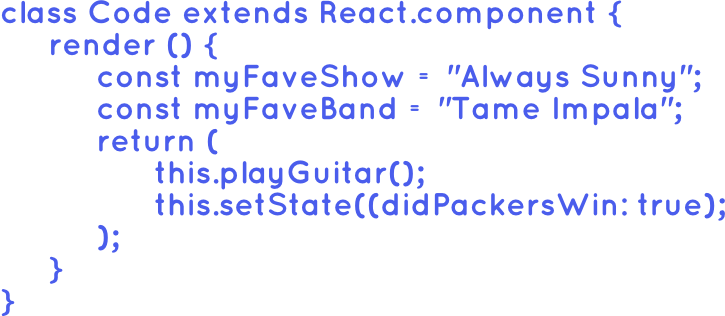 class Code extends React.component {
render () {
const myFaveShow = "Always Sunny";
const myFaveBand = "Tame Impala";
return (
this.playGuitar();
this.setState((didPackersWin: true);
);
}
}